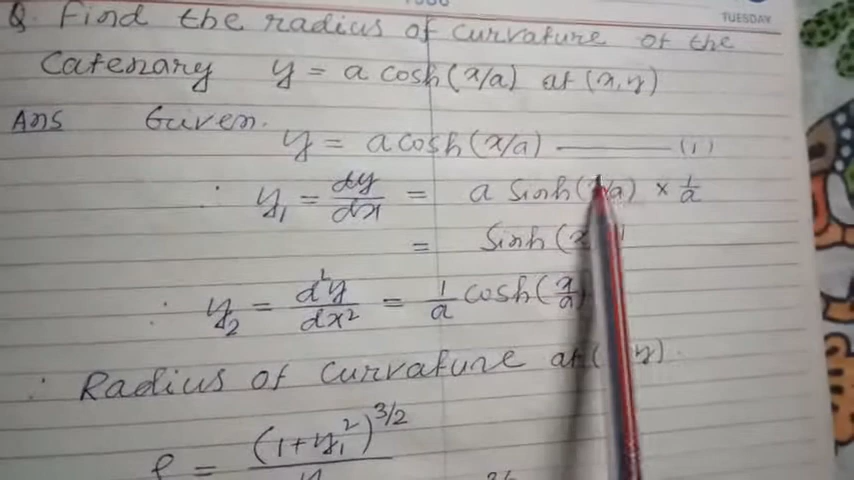 TUESDAY
Q. Find the radius of curvature of the
Catenary y = a cosh(x/a) at (x,y)
Ans Given.
y = a cosh(x/a) ——— (1)
∴ y₁ = dy/dx = a Sinh(x/a) × 1/a
= Sinh(x
∴ y₂ = d²y/dx² = 1/a cosh(x/a)
∴ Radius of curvature at ( y).
ρ = (1+y₁²)^3/2